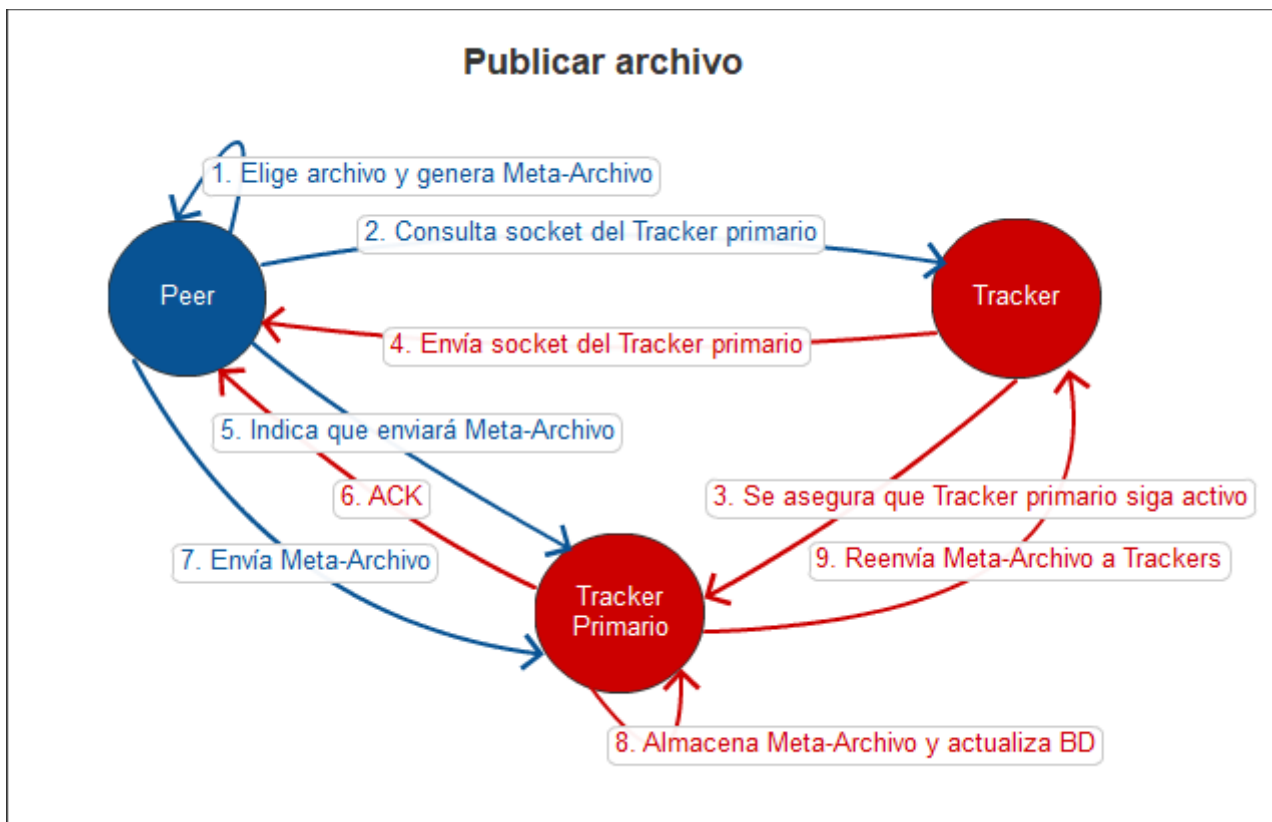 Publicar archivo
1. Elige archivo y genera Meta-Archivo
2. Consulta socket del Tracker primario
Peer
Tracker
4. Envía socket del Tracker primario
5. Indica que enviará Meta-Archivo
6. ACK
3. Se asegura que Tracker primario siga activo
7. Envía Meta-Archivo
9. Reenvía Meta-Archivo a Trackers
Tracker
Primario
8. Almacena Meta-Archivo y actualiza BD